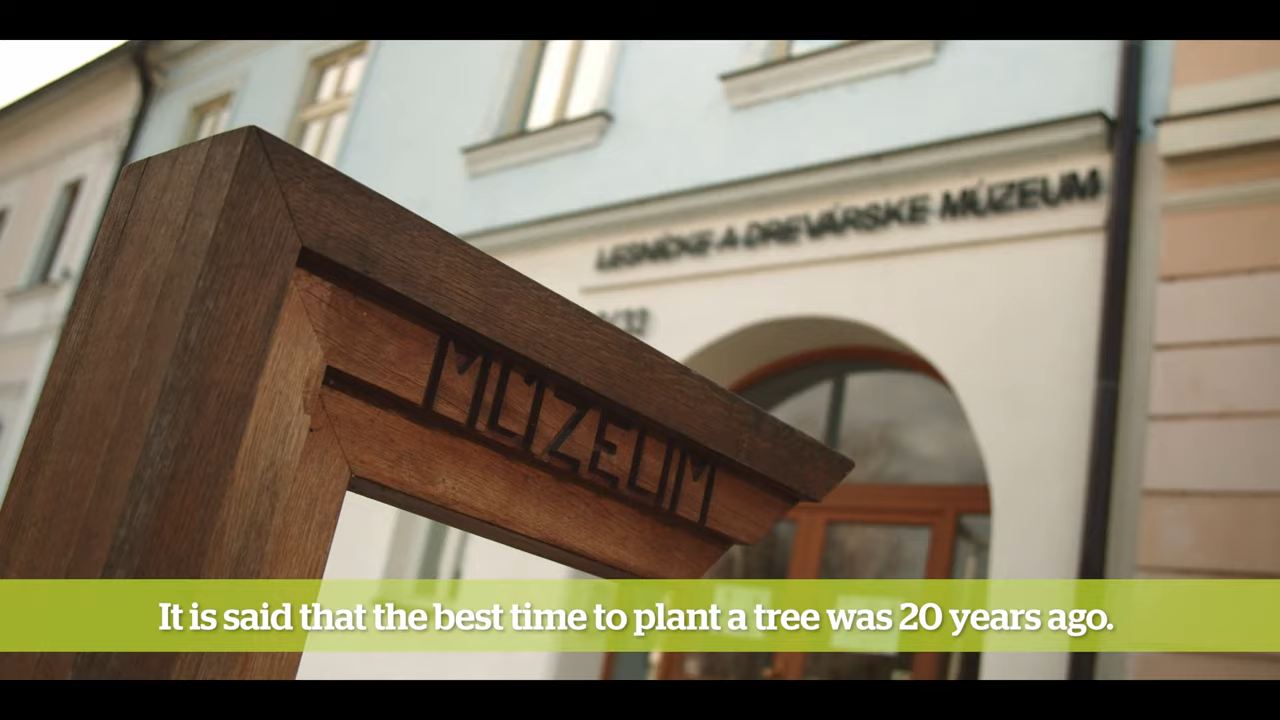 LESNÍCKE A DREVÁRSKE MÚZEUM
MÚZEUM
It is said that the best time to plant a tree was 20 years ago.